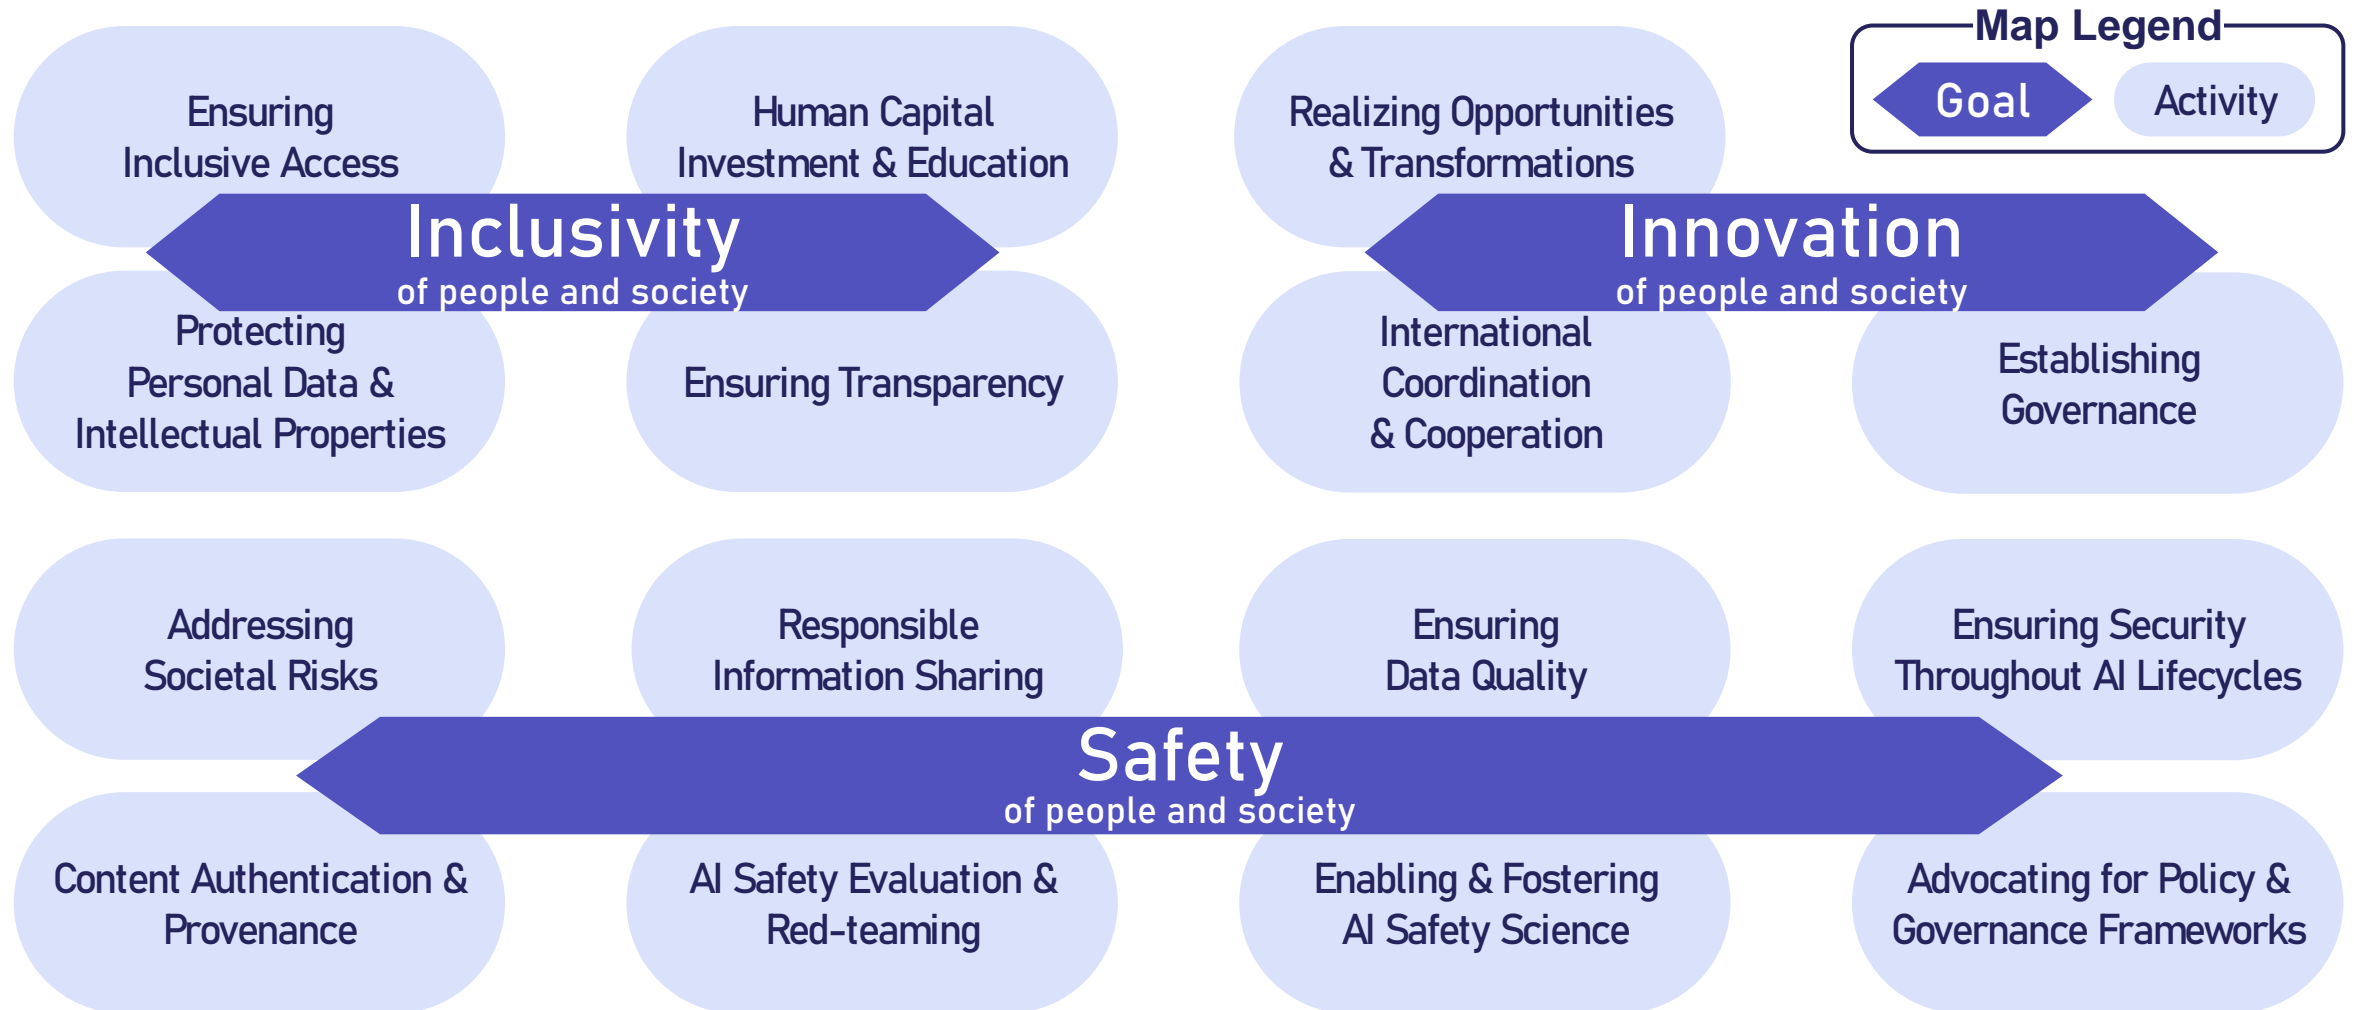 Map Legend
Goal
Activity
Ensuring
Inclusive Access
Human Capital
Investment & Education
Realizing Opportunities
& Transformations
Inclusivity
of people and society
Innovation
of people and society
Protecting
Personal Data &
Intellectual Properties
Ensuring Transparency
International
Coordination
& Cooperation
Establishing
Governance
Addressing
Societal Risks
Responsible
Information Sharing
Ensuring
Data Quality
Ensuring Security
Throughout AI Lifecycles
Safety
of people and society
Content Authentication &
Provenance
AI Safety Evaluation &
Red-teaming
Enabling & Fostering
AI Safety Science
Advocating for Policy &
Governance Frameworks